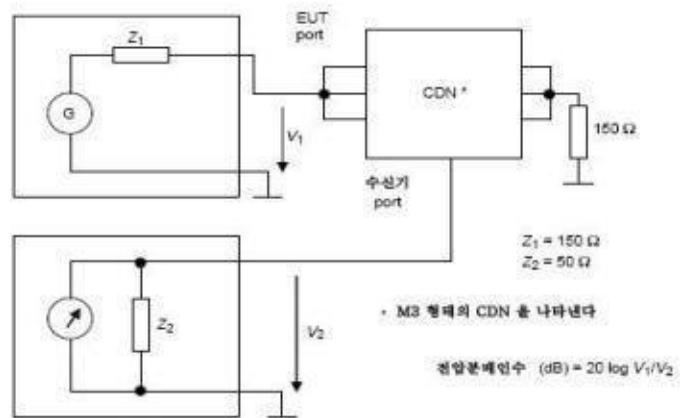 EUT
port
Z1
G
V1
CDN *
150 Ω
수신기
port
Z1 = 150 Ω
Z2 = 50 Ω
Z2
V2
* M3 형태의 CDN 을 나타낸다
전압분배인수 (dB) = 20 log V1/V2